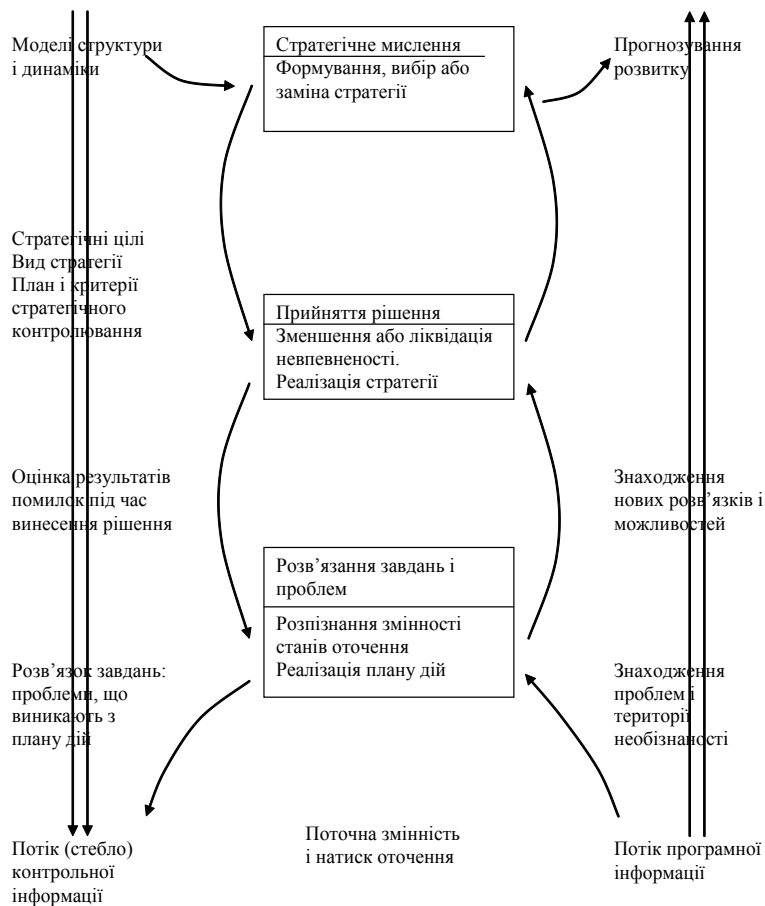 Моделі структури
і динаміки
Стратегічне мислення
Формування, вибір або
заміна стратегії
Прогнозування
розвитку
Стратегічні цілі
Вид стратегії
План і критерії
стратегічного
контролювання
Прийняття рішення
Зменшення або ліквідація
невпевненості.
Реалізація стратегії
Оцінка результатів
помилок під час
винесення рішення
Знаходження
нових розв’язків і
можливостей
Розв’язання завдань і
проблем
Розпізнання змінності
станів оточення
Реалізація плану дій
Розв’язок завдань:
проблеми, що
виникають з
плану дій
Знаходження
проблем і
території
необізнаності
Потік (стебло)
контрольної
інформації
Поточна змінність
і натиск оточення
Потік програмної
інформації